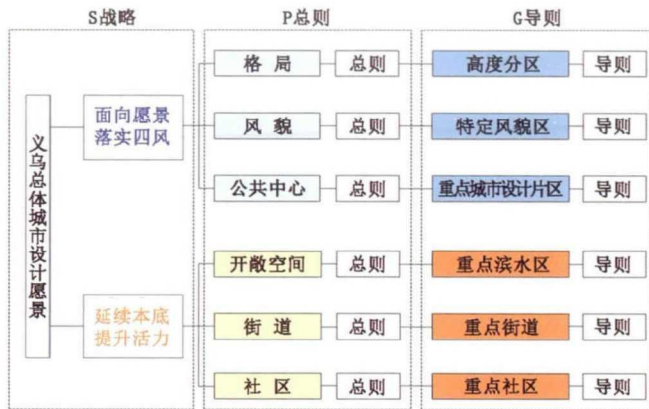 S战略
P总则
G导则
义乌总体城市设计愿景
面向愿景
落实四风
格局 总则 高度分区 导则
风貌 总则 特定风貌区 导则
公共中心 总则 重点城市设计片区 导则
延续本底
提升活力
开敞空间 总则 重点滨水区 导则
街道 总则 重点街道 导则
社区 总则 重点社区 导则